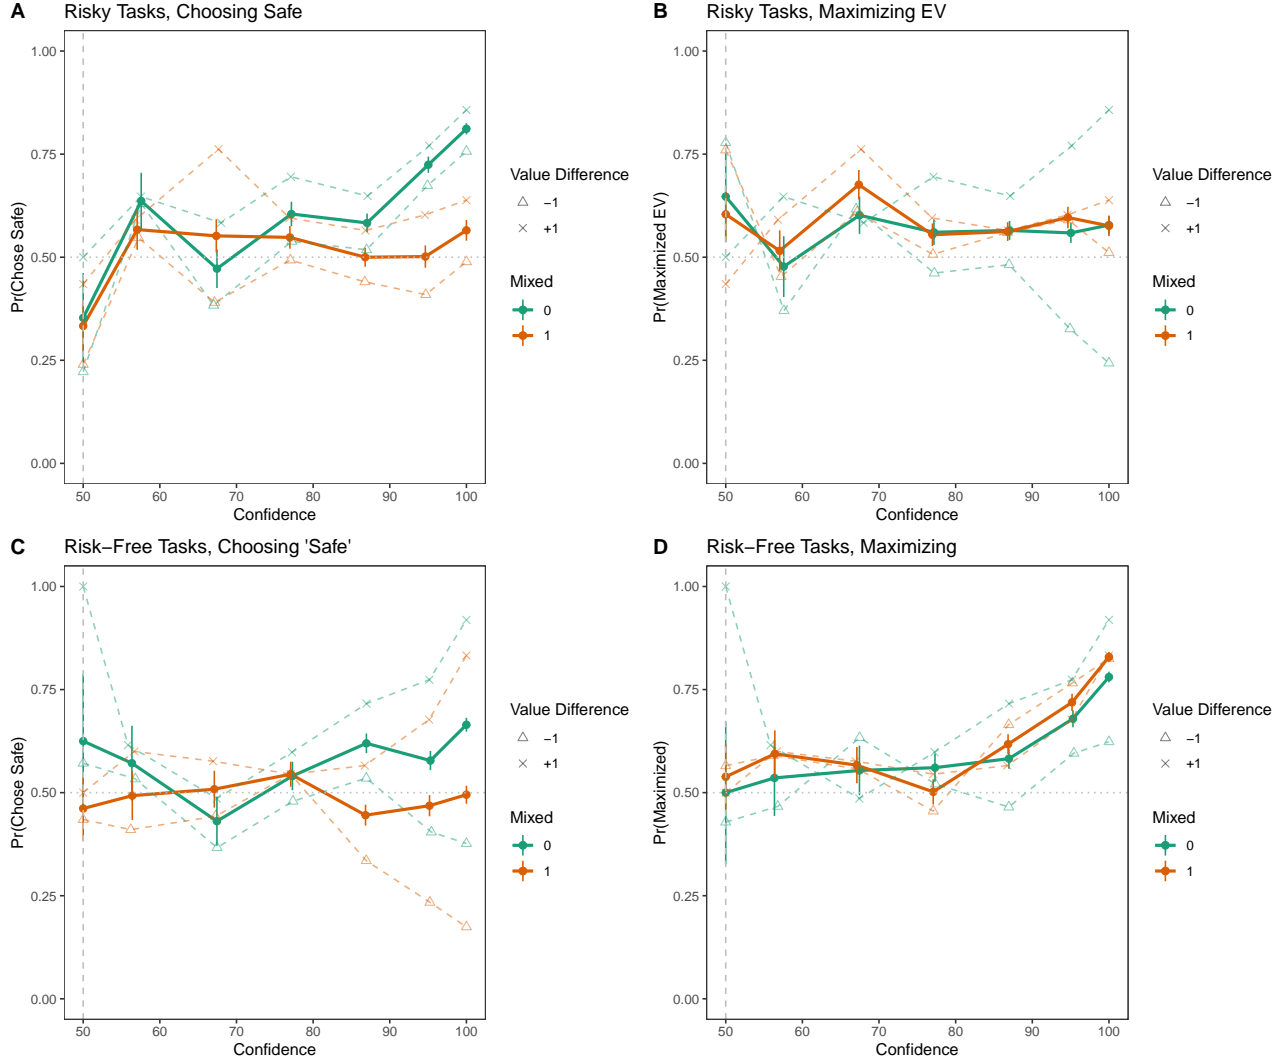 A
Risky Tasks, Choosing Safe
Pr(Chose Safe)
1.00
0.75
0.50
0.25
0.00
50
60
70
80
90
100
Confidence
Value Difference
−1
+1
Mixed
0
1
B
Risky Tasks, Maximizing EV
Pr(Maximized EV)
1.00
0.75
0.50
0.25
0.00
50
60
70
80
90
100
Confidence
Value Difference
−1
+1
Mixed
0
1
C
Risk−Free Tasks, Choosing 'Safe'
Pr(Chose Safe)
1.00
0.75
0.50
0.25
0.00
50
60
70
80
90
100
Confidence
Value Difference
−1
+1
Mixed
0
1
D
Risk−Free Tasks, Maximizing
Pr(Maximized)
1.00
0.75
0.50
0.25
0.00
50
60
70
80
90
100
Confidence
Value Difference
−1
+1
Mixed
0
1